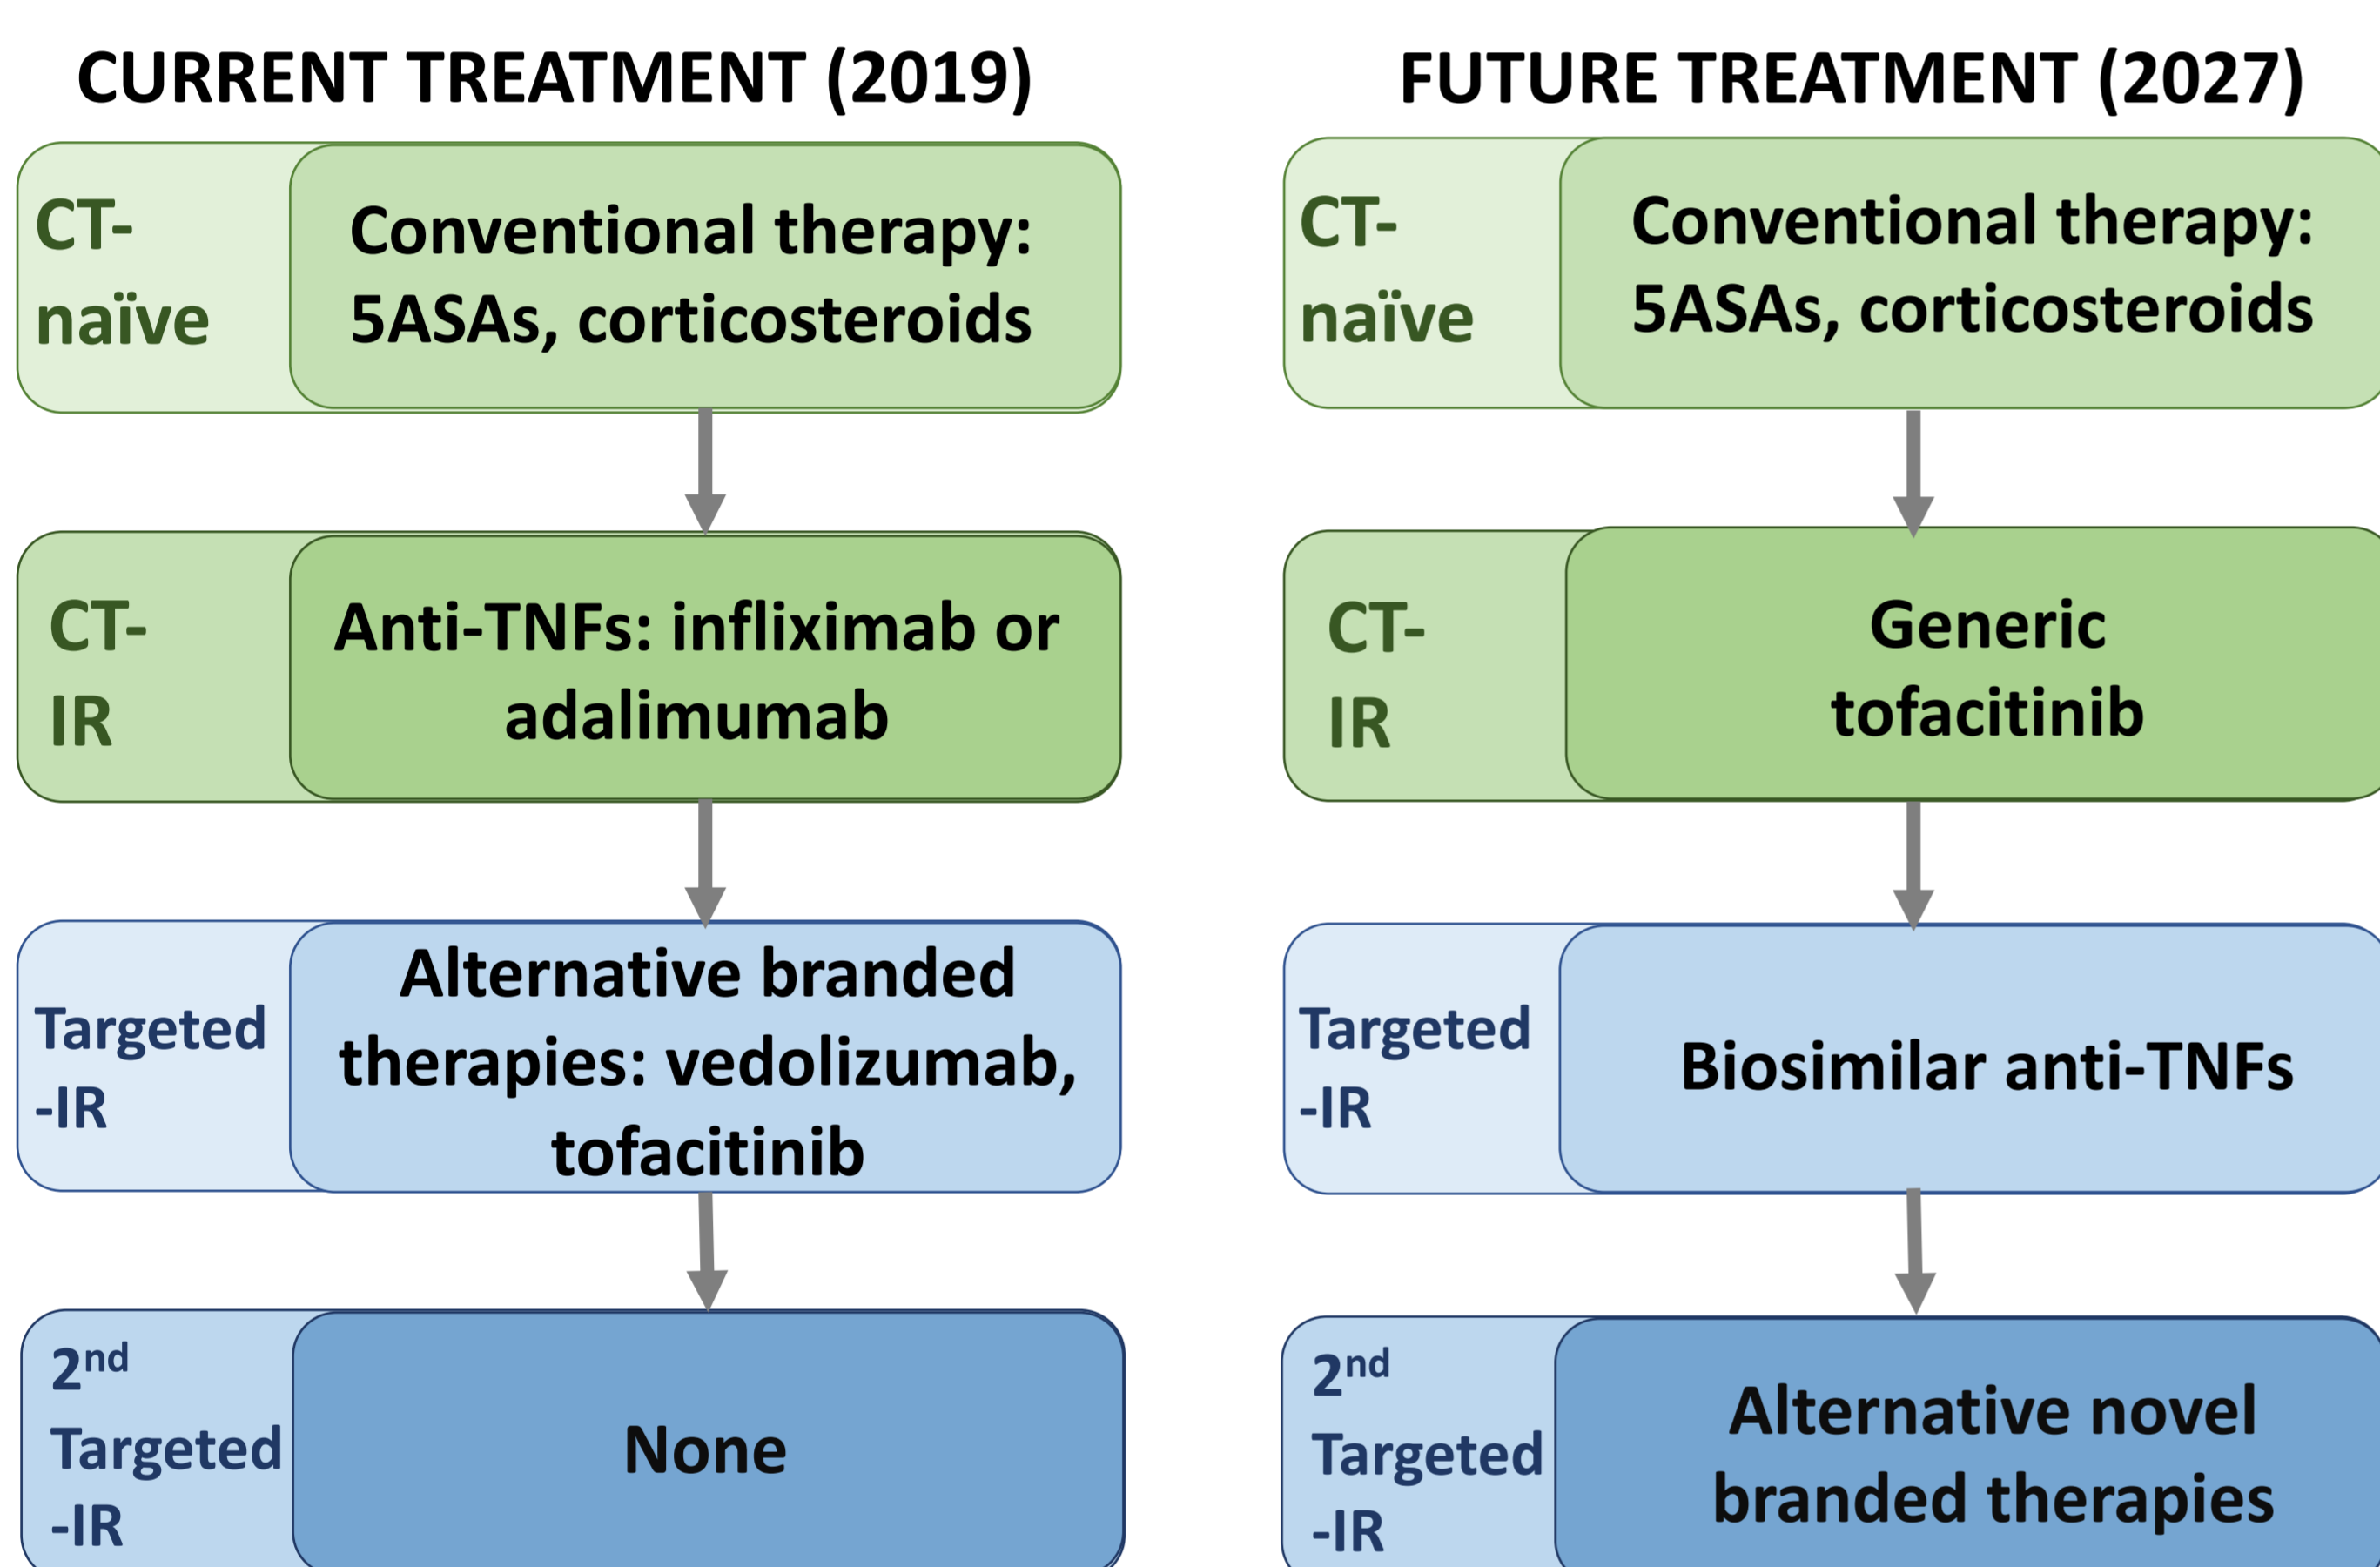 CURRENT TREATMENT (2019)
CT-
naïve
Conventional therapy:
5ASAs, corticosteroids
CT-
IR
Anti-TNFs: infliximab or
adalimumab
Targeted
-IR
Alternative branded
therapies: vedolizumab,
tofacitinib
2nd
Targeted
-IR
None
FUTURE TREATMENT (2027)
CT-
naïve
Conventional therapy:
5ASAs, corticosteroids
CT-
IR
Generic
tofacitinib
Targeted
-IR
Biosimilar anti-TNFs
2nd
Targeted
-IR
Alternative novel
branded therapies